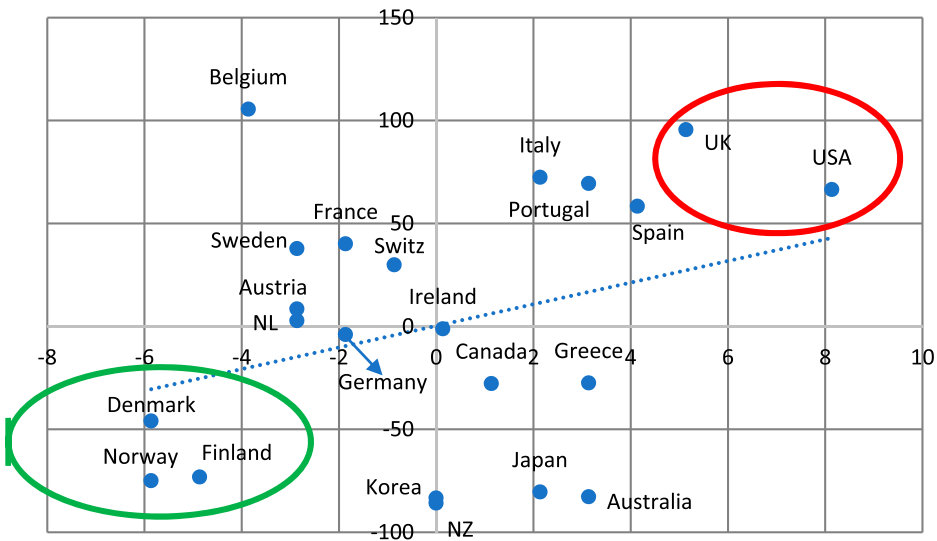 150
Belgium
100
UK
Italy
USA
Portugal
France
50
Spain
Sweden
Switz
Austria
Ireland
NL
0
-8
-6
-4
-2
0
2
4
6
8
10
Canada
Greece
Germany
Denmark
-50
Norway
Finland
Japan
Korea
Australia
-100
NZ